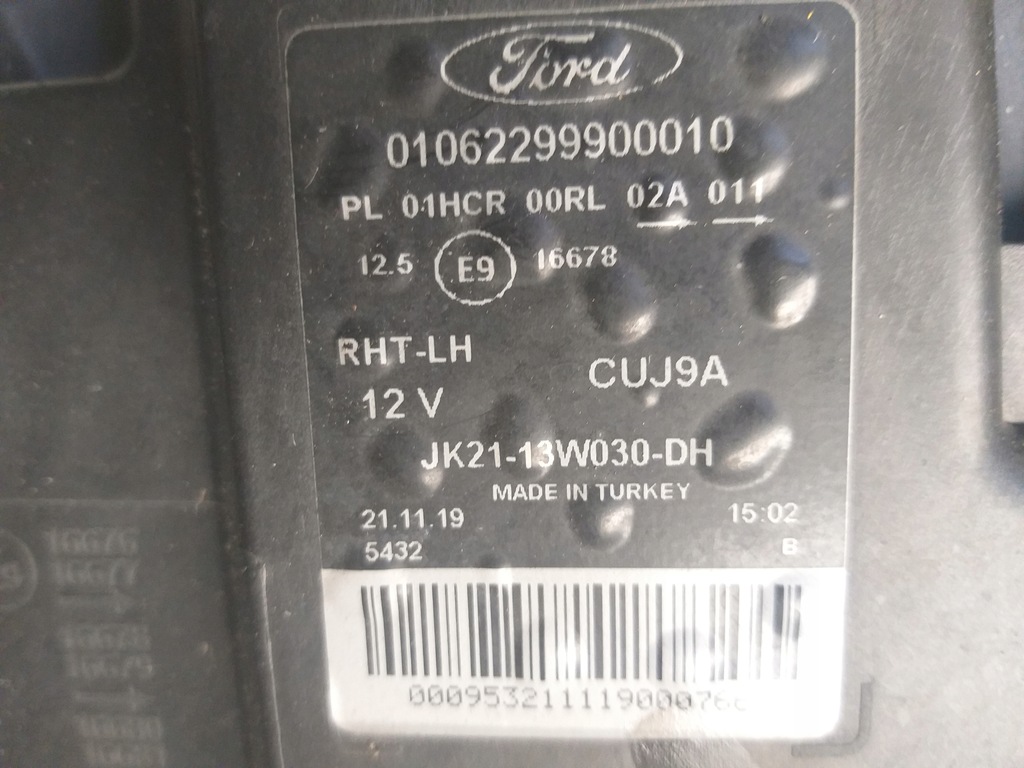 Ford
01062299900010
PL 01HCR 00RL 02A 011
12.5 E9 16678
RHT-LH
CUJ9A
12 V
JK21-13W030-DH
MADE IN TURKEY
21.11.19 15:02
5432 B